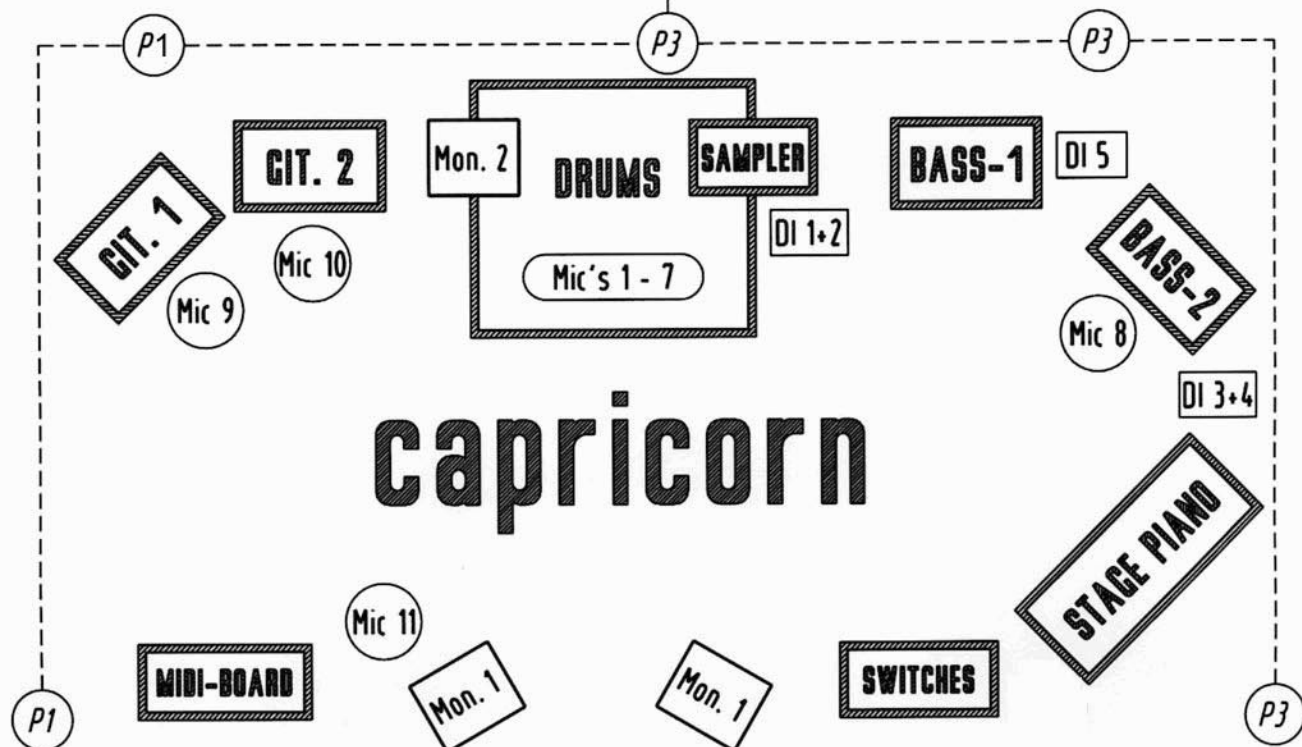 P1
P3
P3
GIT. 1
GIT. 2
Mon. 2
DRUMS
SAMPLER
BASS-1
DI 5
DI 1+2
BASS-2
Mic 10
Mic's 1 - 7
Mic 9
Mic 8
DI 3+4
capricorn
STAGE PIANO
Mic 11
MIDI-BOARD
Mon. 1
Mon. 1
SWITCHES
P1
P3